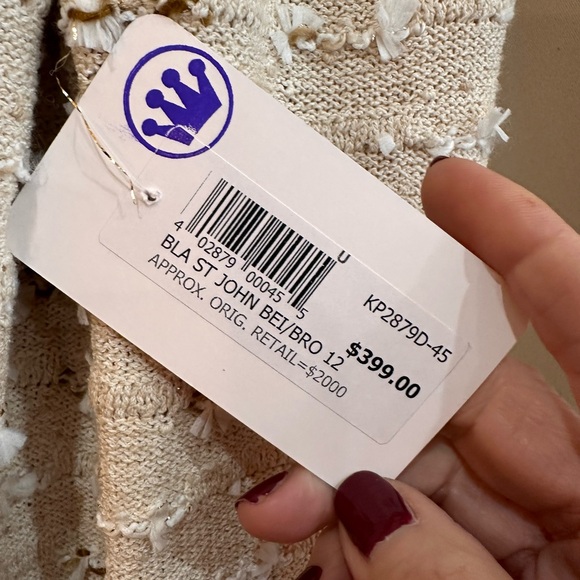 U
4 02879 00045 5
KP2879D-45
BLA ST JOHN BEI/BRO 12
$399.00
APPROX. ORIG. RETAIL=$2000